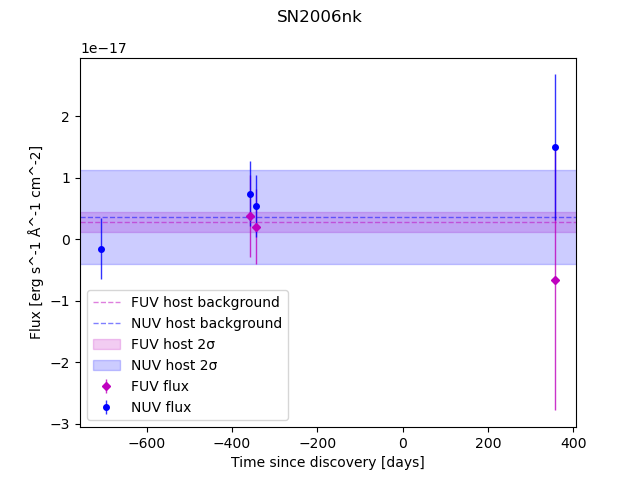 SN2006nk
1e−17
2
1
0
−1
−2
−3
Flux [erg s^-1 Å^-1 cm^-2]
FUV host background
NUV host background
FUV host 2σ
NUV host 2σ
FUV flux
NUV flux
−600 −400 −200 0 200 400
Time since discovery [days]